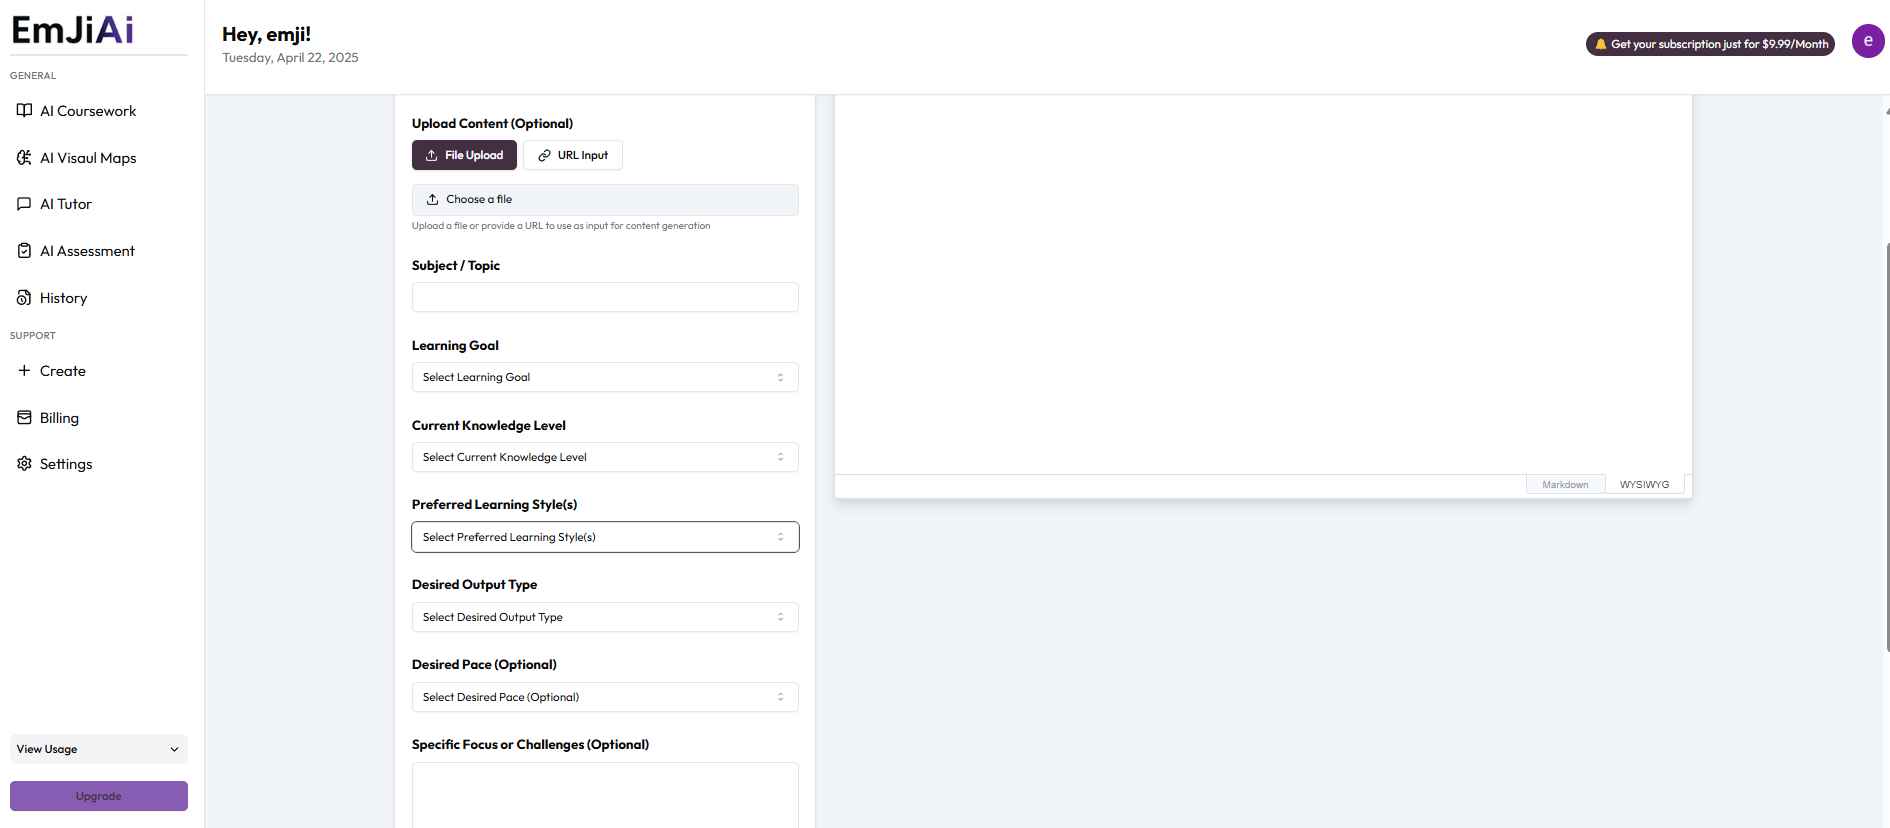 EmJiAi
GENERAL
AI Coursework
AI Visaul Maps
AI Tutor
AI Assessment
History
SUPPORT
Create
Billing
Settings
View Usage
Upgrade
Hey, emji!
Tuesday, April 22, 2025
🔔 Get your subscription just for $9.99/Month
e
Upload Content (Optional)
File Upload
URL Input
Choose a file
Upload a file or provide a URL to use as input for content generation
Subject / Topic
Learning Goal
Select Learning Goal
Current Knowledge Level
Select Current Knowledge Level
Preferred Learning Style(s)
Select Preferred Learning Style(s)
Desired Output Type
Select Desired Output Type
Desired Pace (Optional)
Select Desired Pace (Optional)
Specific Focus or Challenges (Optional)
Markdown
WYSIWYG